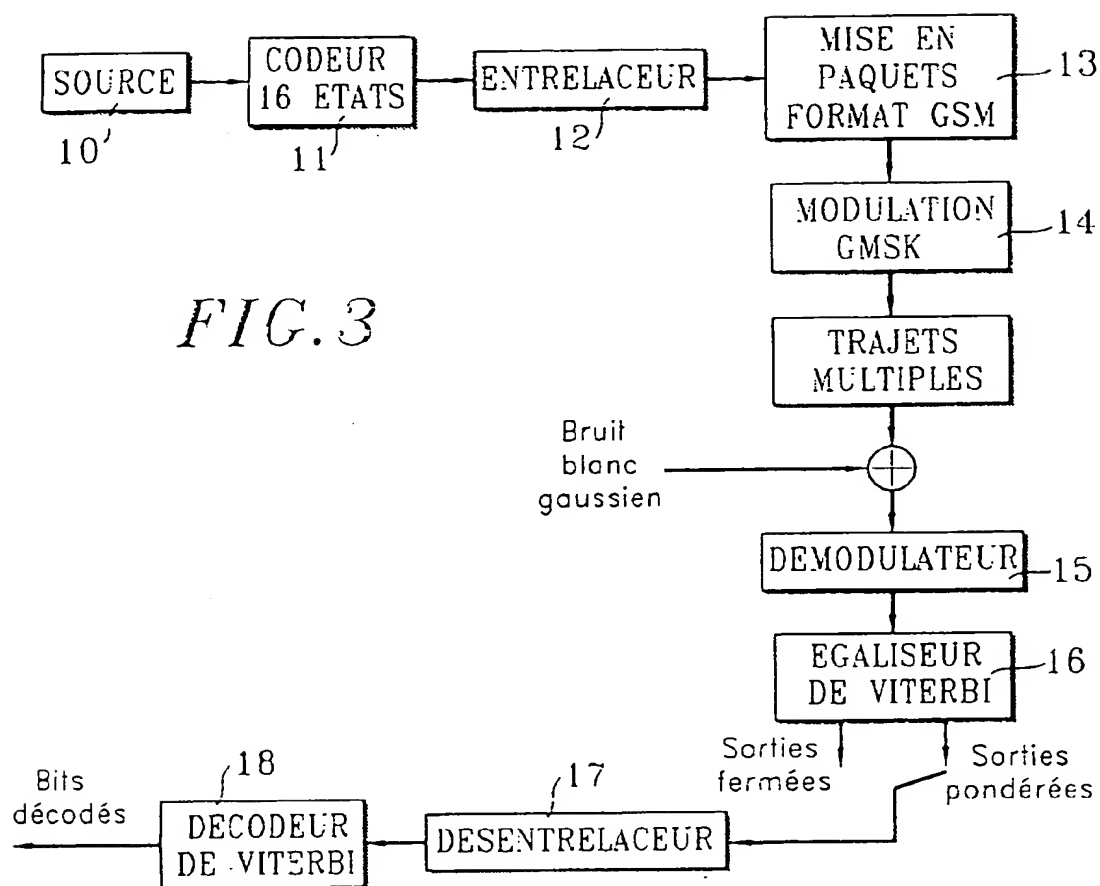 SOURCE
10
CODEUR
16 ETATS
11
ENTRELACEUR
12
MISE EN
PAQUETS
FORMAT GSM
13
MODULATION
GMSK
14
FIG.3
TRAJETS
MULTIPLES
Bruit
blanc
gaussien
DEMODULATEUR
15
EGALISEUR
DE VITERBI
16
Sorties
fermées
Sorties
pondérées
17
DESENTRELACEUR
18
DECODEUR
DE VITERBI
Bits
décodés